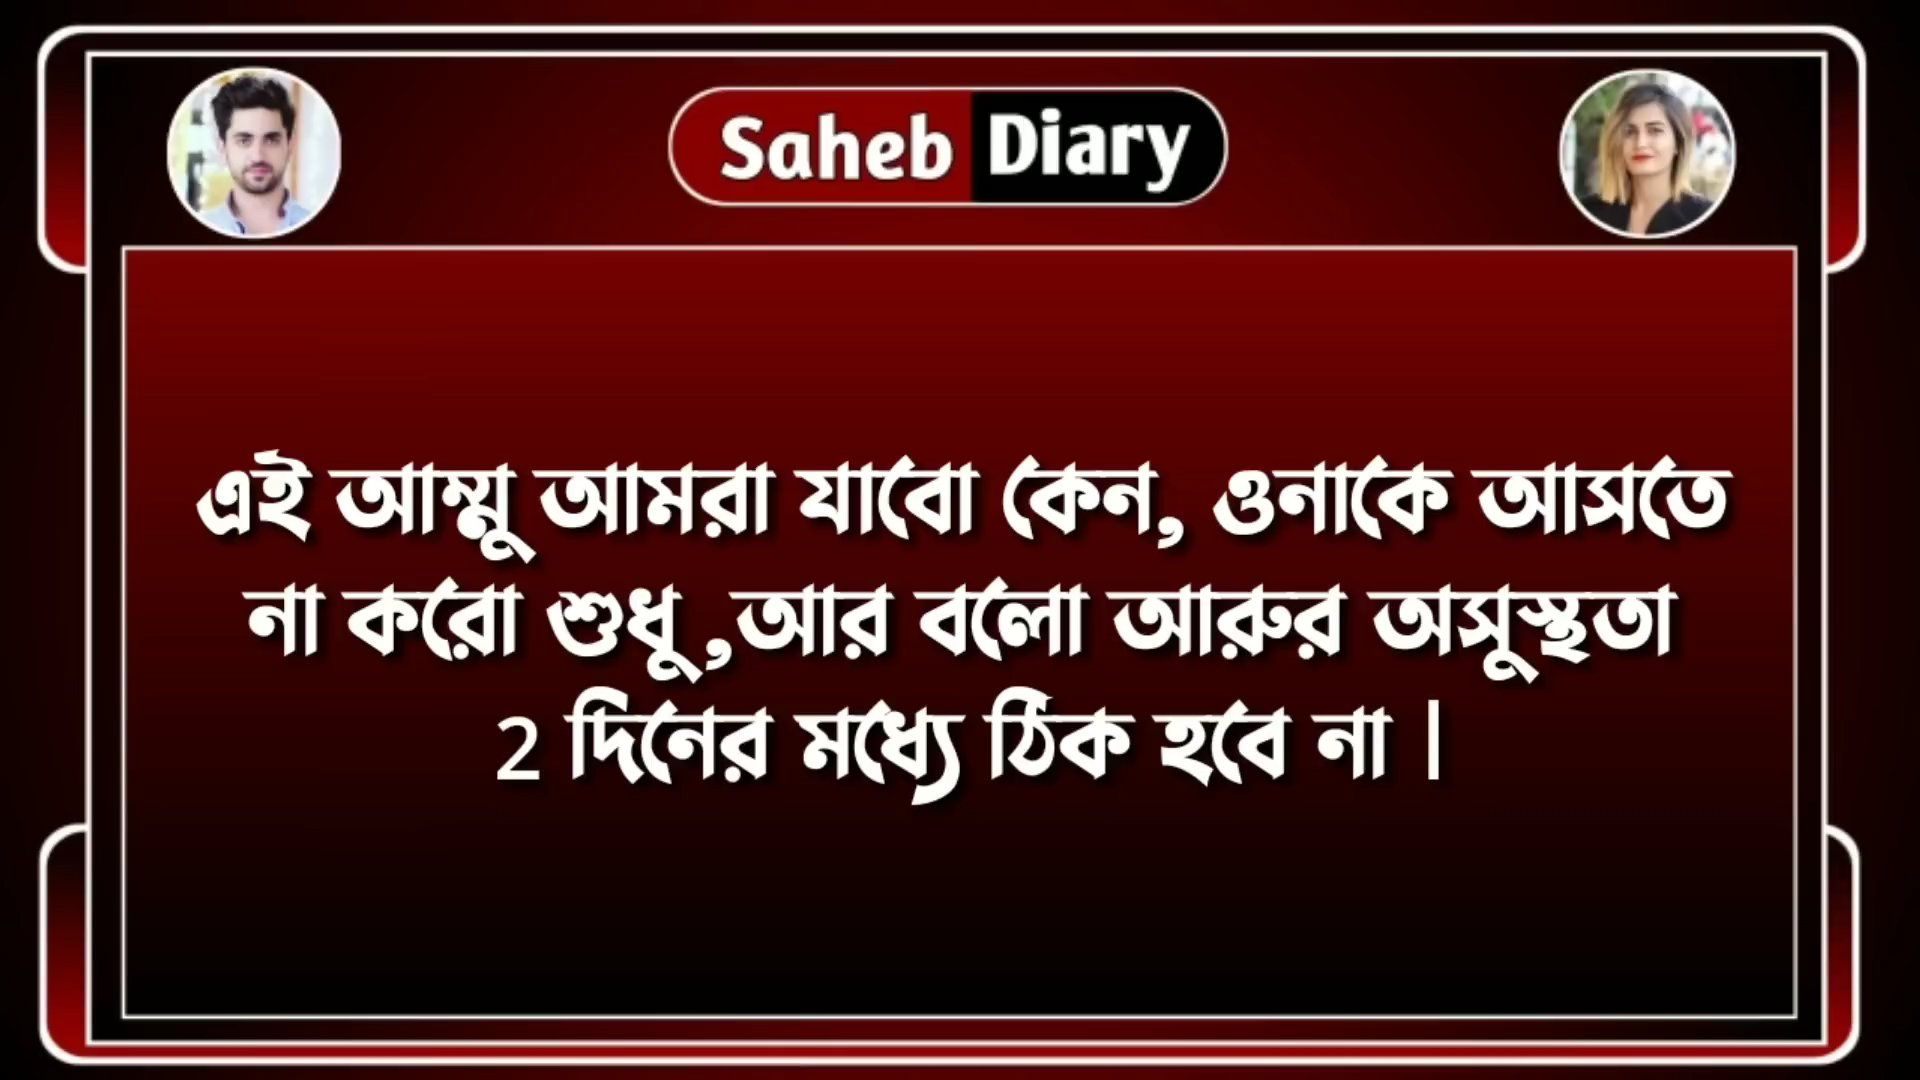 Saheb Diary
এই আম্মু আমরা যাবো কেন, ওনাকে আসতে
না করো শুধু ,আর বলো আরুর অসুস্থতা
2 দিনের মধ্যে ঠিক হবে না |